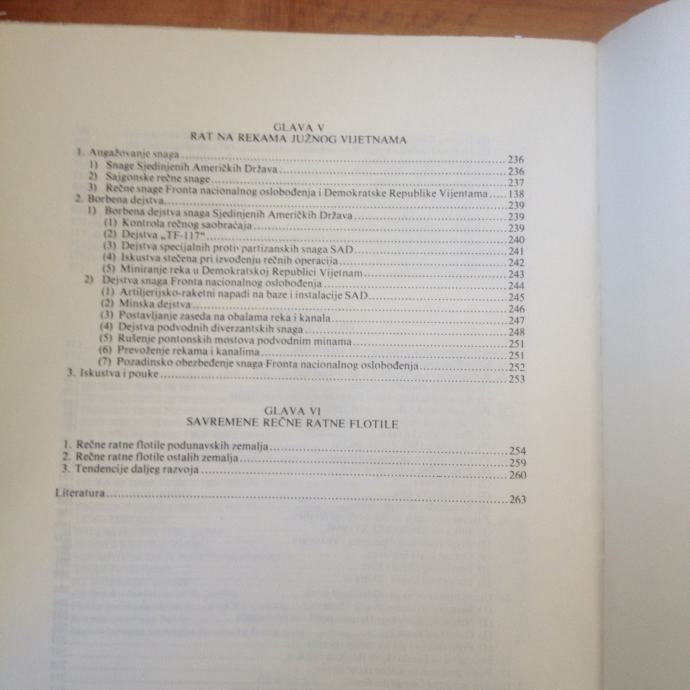 GLAVA V
RAT NA REKAMA JUŽNOG VIJETNAMA
1. Angažovanje snaga ........ 236
1) Snage Sjedinjenih Američkih Država ........ 236
2) Sajgonske rečne snage ........ 237
3) Rečne snage Fronta nacionalnog oslobođenja i Demokratske Republike Vijentama ..... 138
2. Borbena dejstva ........ 239
1) Borbena dejstva snaga Sjedinjenih Američkih Država ........ 239
(1) Kontrola rečnog saobraćaja ........ 239
(2) Dejstva „TF-117“ ........ 240
(3) Dejstva specijalnih protiv partizanskih snaga SAD ........ 241
(4) Iskustva stečena pri izvođenju rečnih operacija ........ 242
(5) Miniranje reka u Demokratskoj Republici Vijetnam ........ 243
2) Dejstva snaga Fronta nacionalnog oslobođenja ........ 244
(1) Artiljerijsko-raketni napadi na baze i instalacije SAD ........ 245
(2) Minska dejstva ........ 246
(3) Postavljanje zaseda na obalama reka i kanala ........ 247
(4) Dejstva podvodnih diverzantskih snaga ........ 248
(5) Rušenje pontonskih mostova podvodnim minama ........ 251
(6) Prevoženje rekama i kanalima ........ 251
(7) Pozadinsko obezbeđenje snaga Fronta nacionalnog oslobođenja ........ 252
3. Iskustva i pouke ........ 253
GLAVA VI
SAVREMENE REČNE RATNE FLOTILE
1. Rečne ratne flotile podunavskih zemalja ........ 254
2. Rečne ratne flotile ostalih zemalja ........ 259
3. Tendencije daljeg razvoja ........ 260
Literatura ........ 263